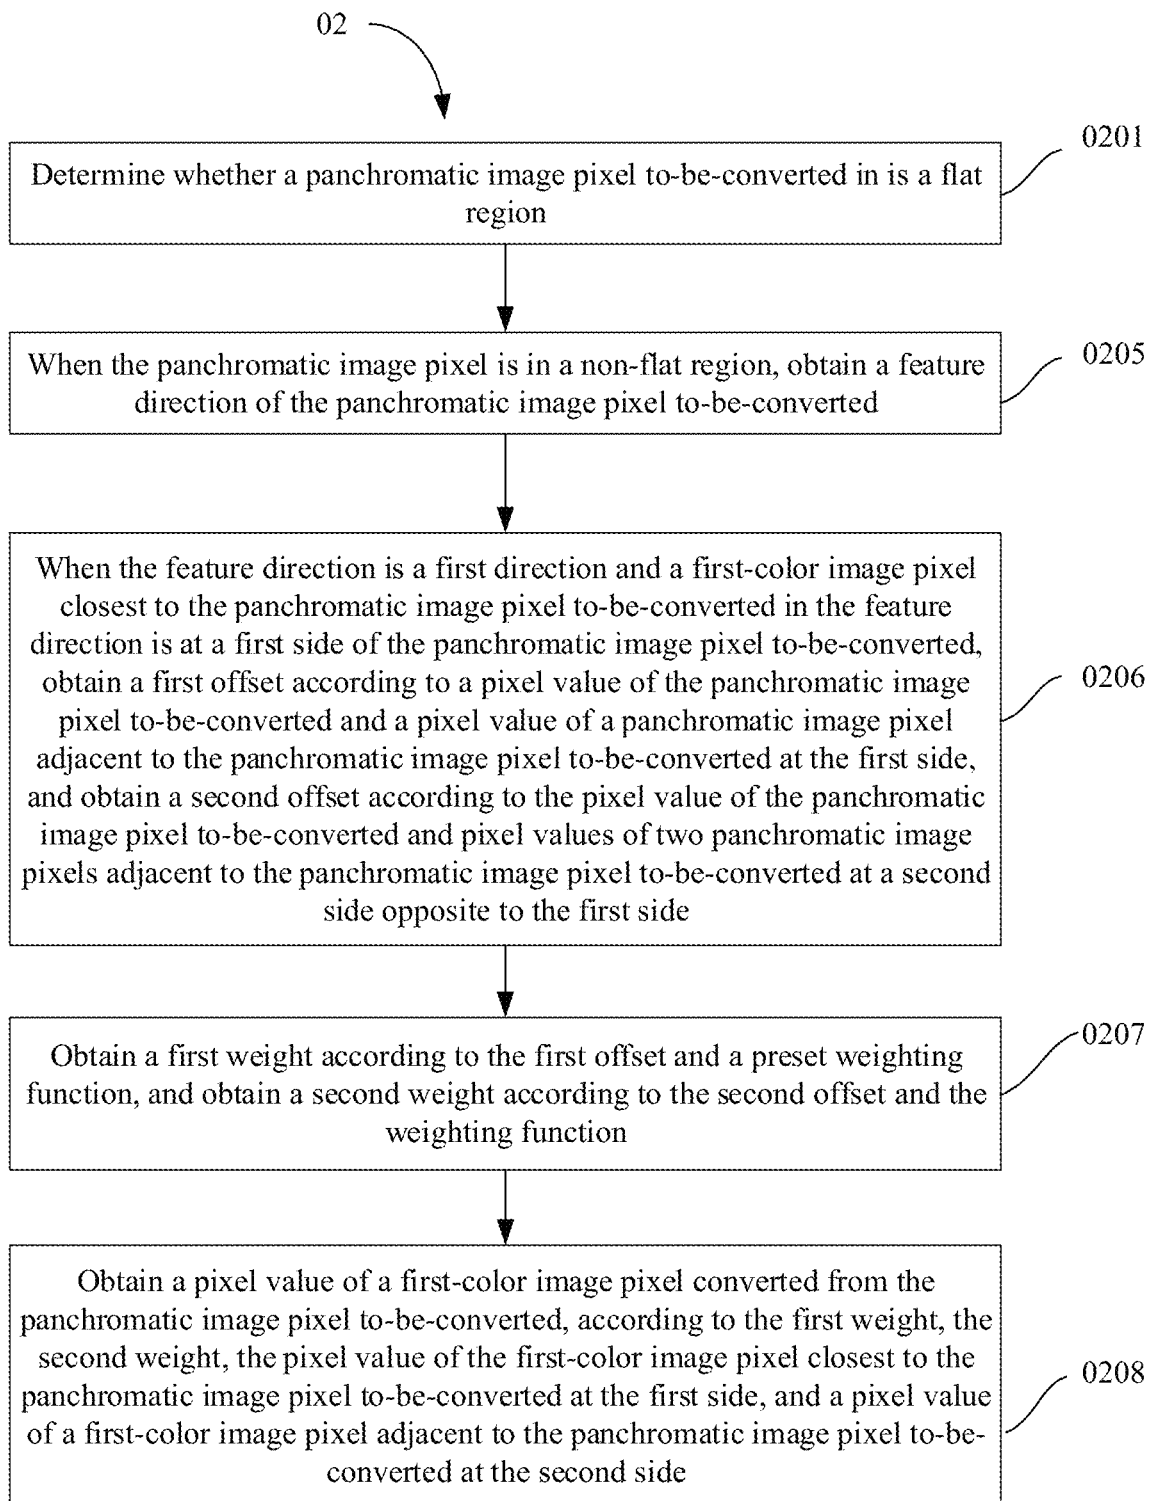 02
0201
Determine whether a panchromatic image pixel to-be-converted in is a flat
region
0205
When the panchromatic image pixel is in a non-flat region, obtain a feature
direction of the panchromatic image pixel to-be-converted
When the feature direction is a first direction and a first-color image pixel
closest to the panchromatic image pixel to-be-converted in the feature
direction is at a first side of the panchromatic image pixel to-be-converted,
obtain a first offset according to a pixel value of the panchromatic image
0206
pixel to-be-converted and a pixel value of a panchromatic image pixel
adjacent to the panchromatic image pixel to-be-converted at the first side,
and obtain a second offset according to the pixel value of the panchromatic
image pixel to-be-converted and pixel values of two panchromatic image
pixels adjacent to the panchromatic image pixel to-be-converted at a second
side opposite to the first side
0207
Obtain a first weight according to the first offset and a preset weighting
function, and obtain a second weight according to the second offset and the
weighting function
Obtain a pixel value of a first-color image pixel converted from the
panchromatic image pixel to-be-converted, according to the first weight, the
second weight, the pixel value of the first-color image pixel closest to the
0208
panchromatic image pixel to-be-converted at the first side, and a pixel value
of a first-color image pixel adjacent to the panchromatic image pixel to-be-
converted at the second side